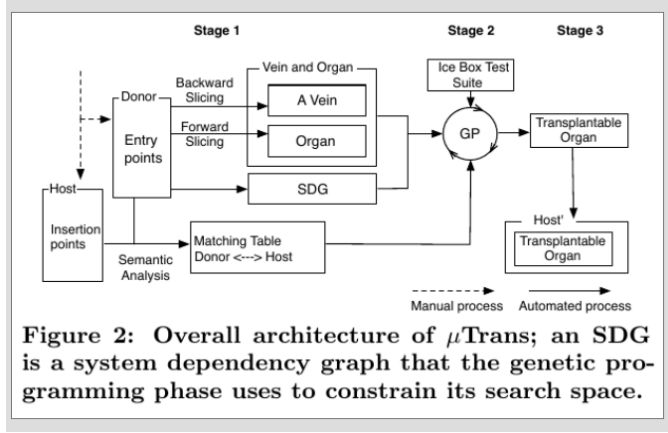 Stage 1
Stage 2
Stage 3
Vein and Organ
Ice Box Test
Suite
Backward
Slicing
A Vein
Donor
Entry
points
Forward
Slicing
Organ
GP
Transplantable
Organ
SDG
Host
Insertion
points
Semantic
Analysis
Matching Table
Donor <---> Host
Host'
Transplantable
Organ
Manual process
Automated process
Figure 2: Overall architecture of μTrans; an SDG
is a system dependency graph that the genetic pro-
gramming phase uses to constrain its search space.